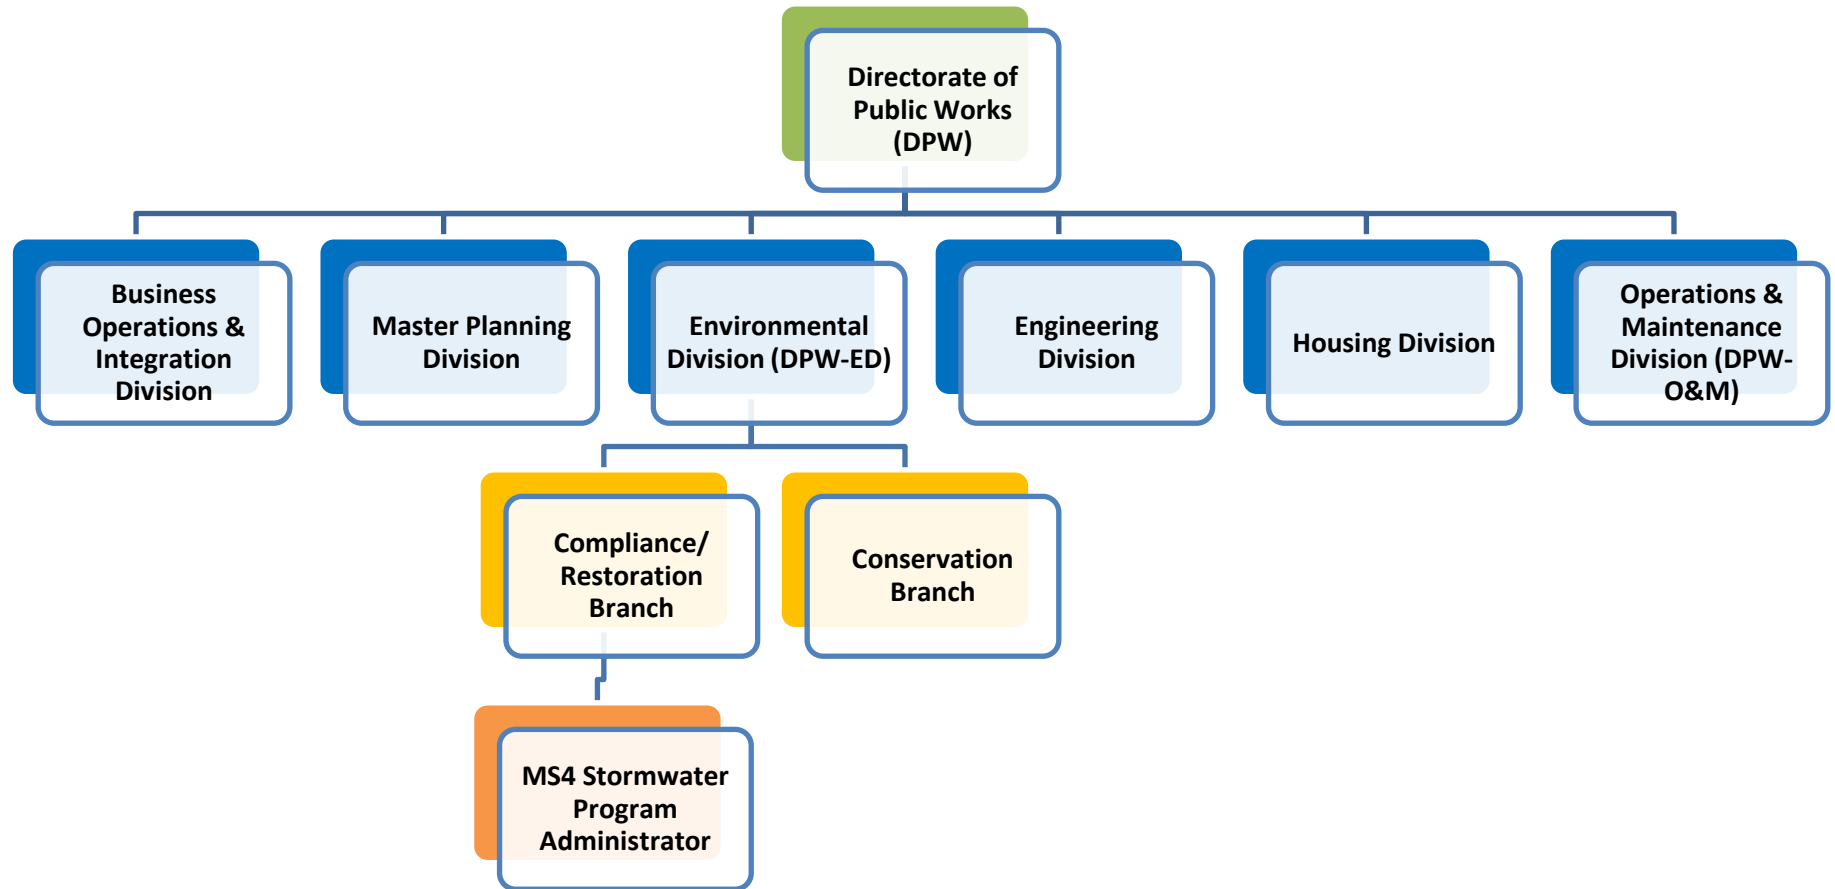 Directorate of
Public Works
(DPW)
Business
Operations &
Integration
Division
Master Planning
Division
Environmental
Division (DPW-ED)
Engineering
Division
Housing Division
Operations &
Maintenance
Division (DPW-
O&M)
Compliance/
Restoration
Branch
Conservation
Branch
MS4 Stormwater
Program
Administrator